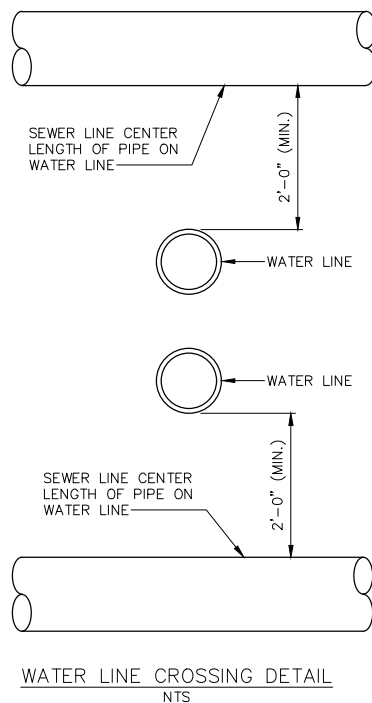 SEWER LINE CENTER
LENGTH OF PIPE ON
WATER LINE
2'-0" (MIN.)
WATER LINE
WATER LINE
SEWER LINE CENTER
LENGTH OF PIPE ON
WATER LINE
2'-0" (MIN.)
WATER LINE CROSSING DETAIL
NTS